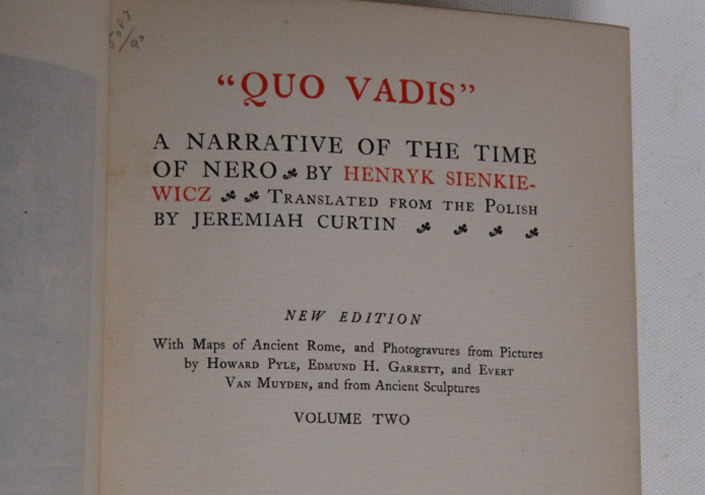 5083/90
"QUO VADIS"
A NARRATIVE OF THE TIME
OF NERO BY HENRYK SIENKIE-
WICZ TRANSLATED FROM THE POLISH
BY JEREMIAH CURTIN
NEW EDITION
With Maps of Ancient Rome, and Photogravures from Pictures
by HOWARD PYLE, EDMUND H. GARRETT, and EVERT
VAN MUYDEN, and from Ancient Sculptures
VOLUME TWO